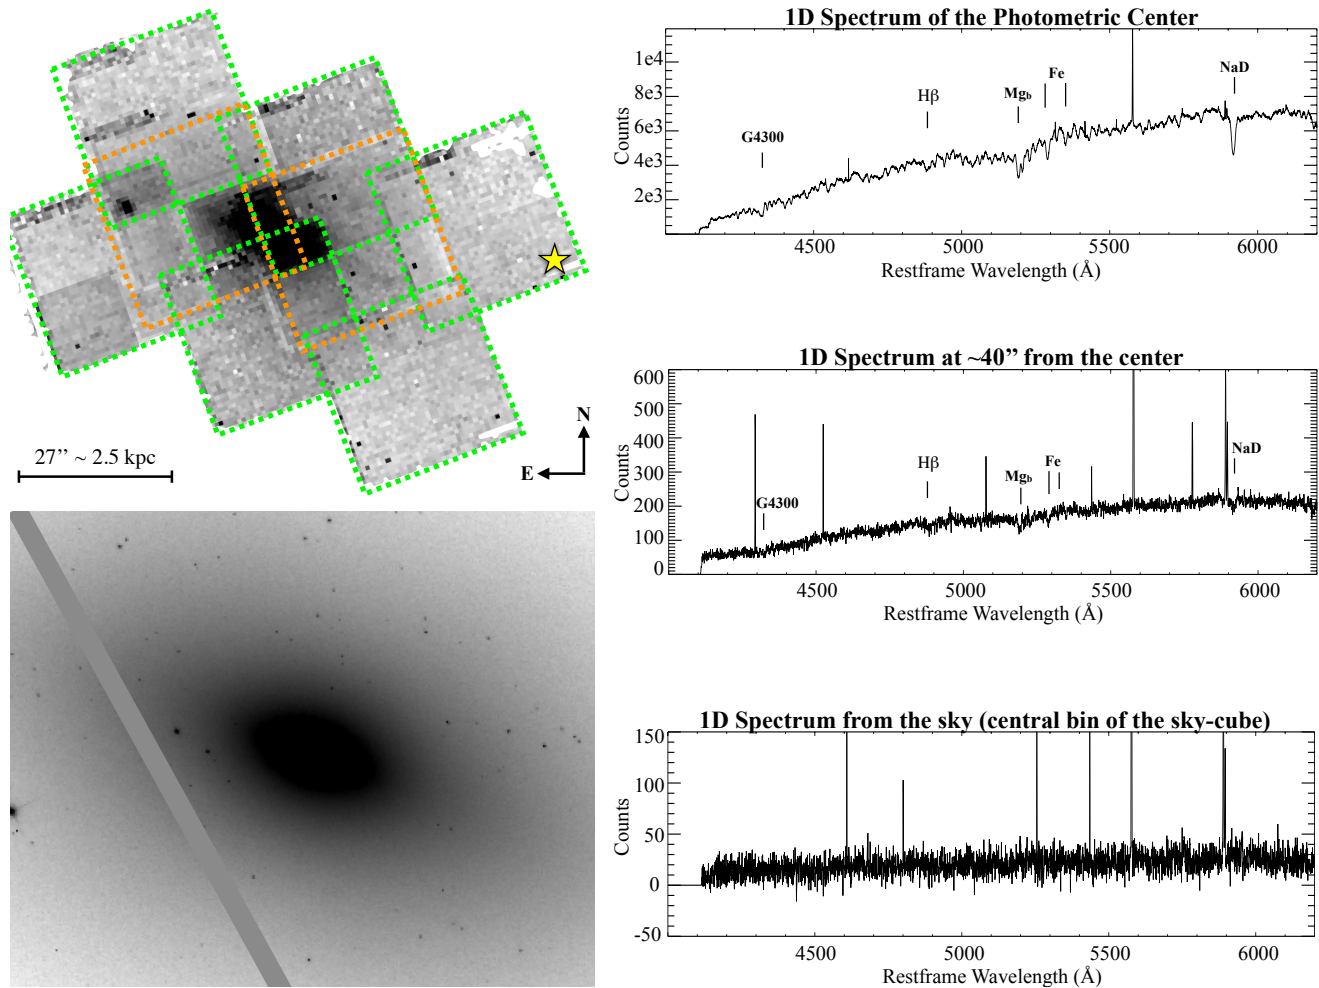 N
E
27’’ ~ 2.5 kpc
1D Spectrum of the Photometric Center
1e4
8e3
6e3
4e3
2e3
Counts
G4300
Hβ
Mgb
Fe
NaD
4500 5000 5500 6000
Restframe Wavelength (Å)
1D Spectrum at ~40” from the center
600
500
400
300
200
100
0
Counts
G4300
Hβ
Mgb
Fe
NaD
4500 5000 5500 6000
Restframe Wavelength (Å)
1D Spectrum from the sky (central bin of the sky-cube)
150
100
50
0
-50
Counts
4500 5000 5500 6000
Restframe Wavelength (Å)